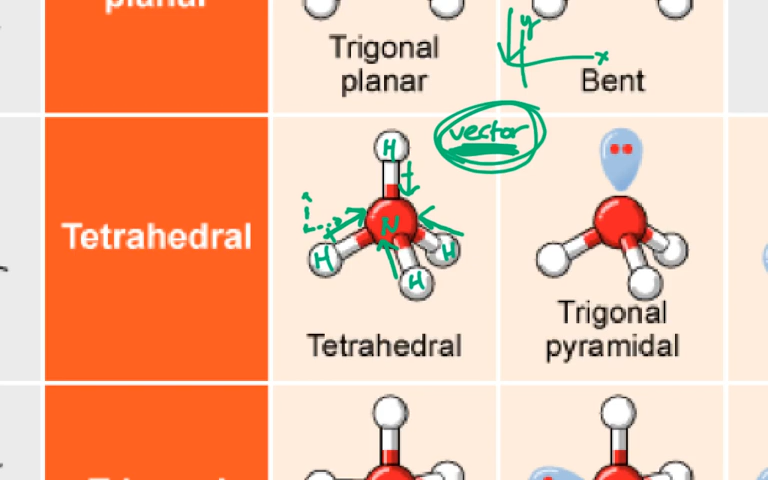 planar
Trigonal
planar
y
x
Bent
vector
H
N
H
H
H
Tetrahedral
Tetrahedral
Trigonal
pyramidal